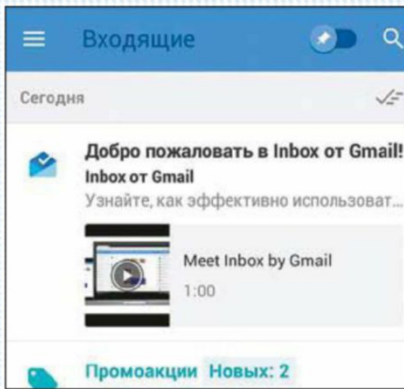 Входящие
Сегодня
Добро пожаловать в Inbox от Gmail!
Inbox от Gmail
Узнайте, как эффективно использоват...
Meet Inbox by Gmail
1:00
Промоакции Новых: 2